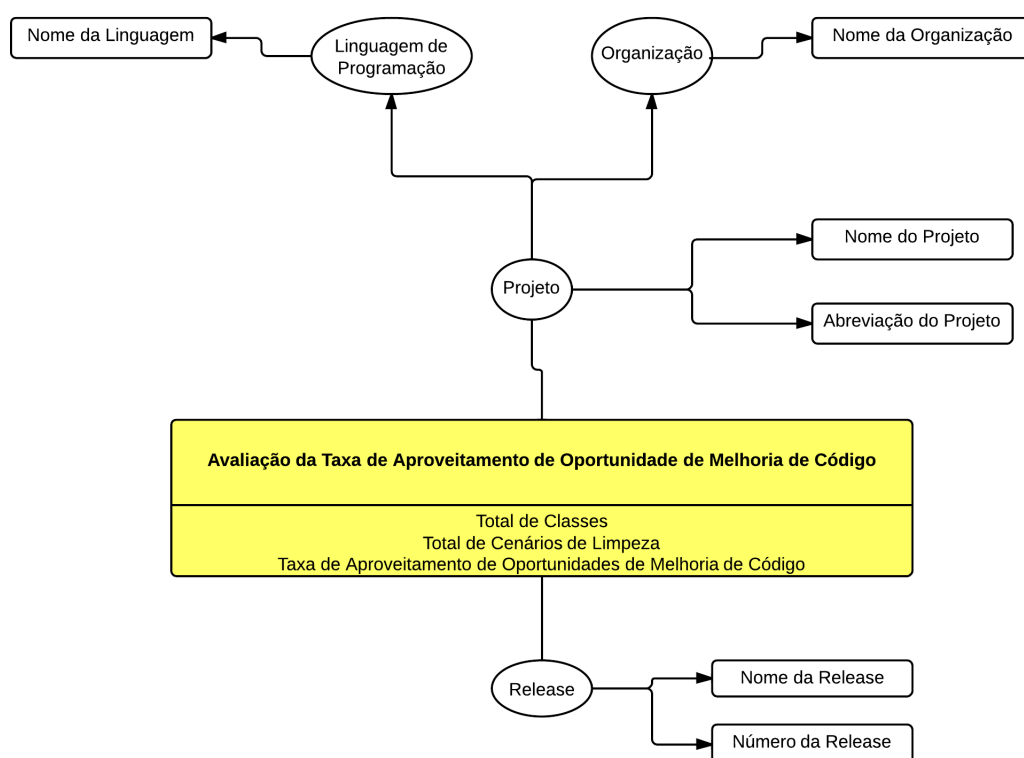 Nome da Linguagem
Linguagem de
Programação
Organização
Nome da Organização
Nome do Projeto
Projeto
Abreviação do Projeto
Avaliação da Taxa de Aproveitamento de Oportunidade de Melhoria de Código
Total de Classes
Total de Cenários de Limpeza
Taxa de Aproveitamento de Oportunidades de Melhoria de Código
Nome da Release
Release
Número da Release